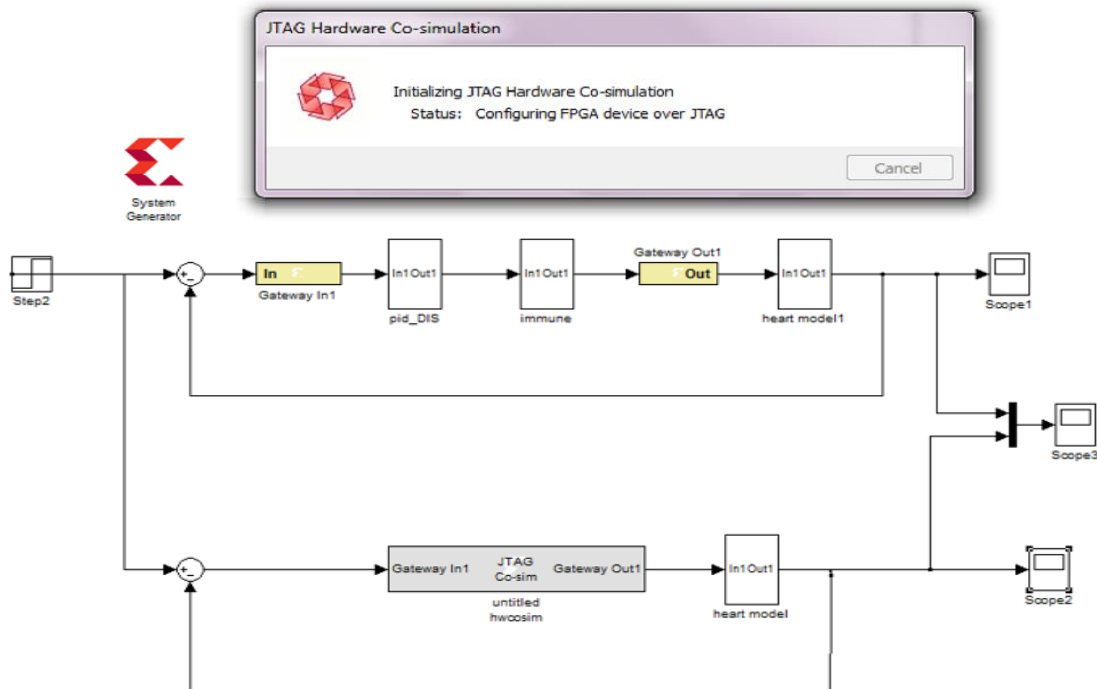 JTAG Hardware Co-simulation
Initializing JTAG Hardware Co-simulation
Status: Configuring FPGA device over JTAG
Cancel
System
Generator
Step2
In
Gateway In1
In1 Out1
pid_DIS
In1 Out1
immune
Gateway Out1
Out
In1 Out1
heart model1
Scope1
Scope3
Gateway In1
JTAG
Co-sim
Gateway Out1
untitled
hwcosim
In1 Out1
heart model
Scope2